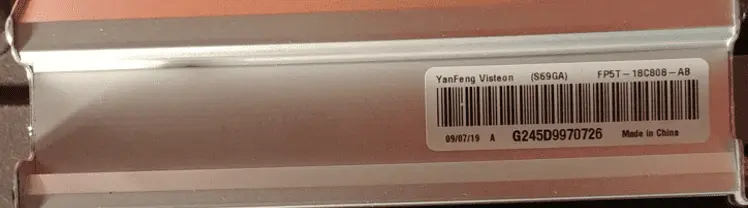 YanFeng Visteon (S69GA) FP5T-18C808-AB
09/07/19 A G245D9970726 Made in China